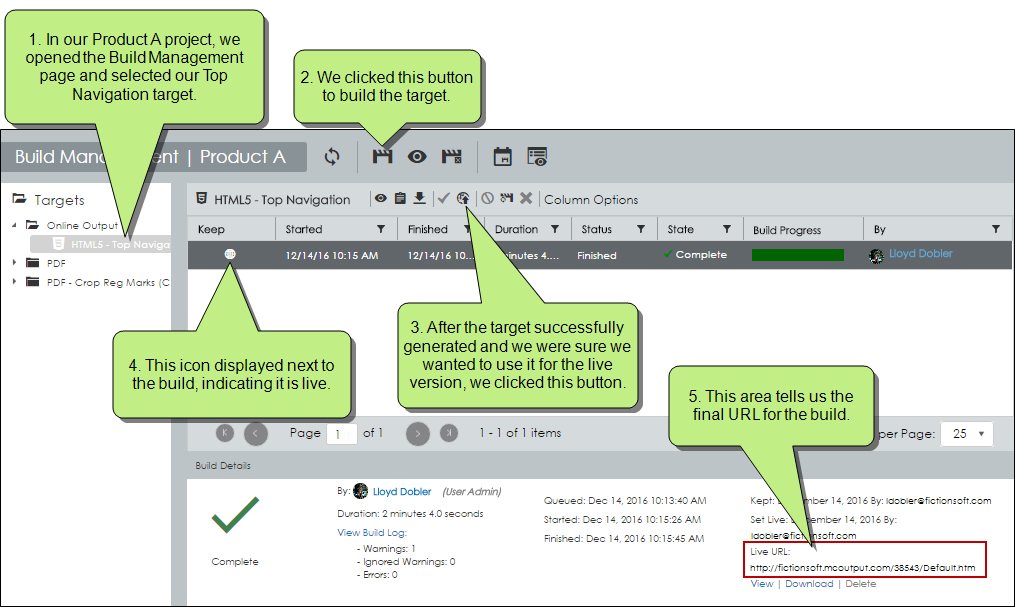 1. In our Product A project, we
opened the Build Management
page and selected our Top
Navigation target.
2. We clicked this button
to build the target.
Build Man
ent | Product A
Targets
Online Output
HTML5 - Top Naviga
PDF
PDF - Crop Reg Marks (C
HTML5 - Top Navigation
Column Options
Keep
Started
Finished
Duration
Status
State
Build Progress
By
12/14/16 10:15 AM
12/14/16 10...
inutes 4....
Finished
Complete
Lloyd Dobler
3. After the target successfully
generated and we were sure we
wanted to use it for the live
version, we clicked this button.
4. This icon displayed next to
the build, indicating it is live.
5. This area tells us the
final URL for the build.
Page 1 of 1
1 - 1 of 1 items
per Page: 25
Build Details
Complete
By: Lloyd Dobler (User Admin)
Duration: 2 minutes 4.0 seconds
View Build Log:
- Warnings: 1
- Ignored Warnings: 0
- Errors: 0
Queued: Dec 14, 2016 10:13:40 AM
Started: Dec 14, 2016 10:15:26 AM
Finished: Dec 14, 2016 10:15:45 AM
Kept: ember 14, 2016 By: ldobler@fictionsoft.com
Set Live: ember 14, 2016 By:
ldobler@fictionsoft.com
Live URL:
http://fictionsoft.mcoutput.com/38543/Default.htm
View | Download | Delete